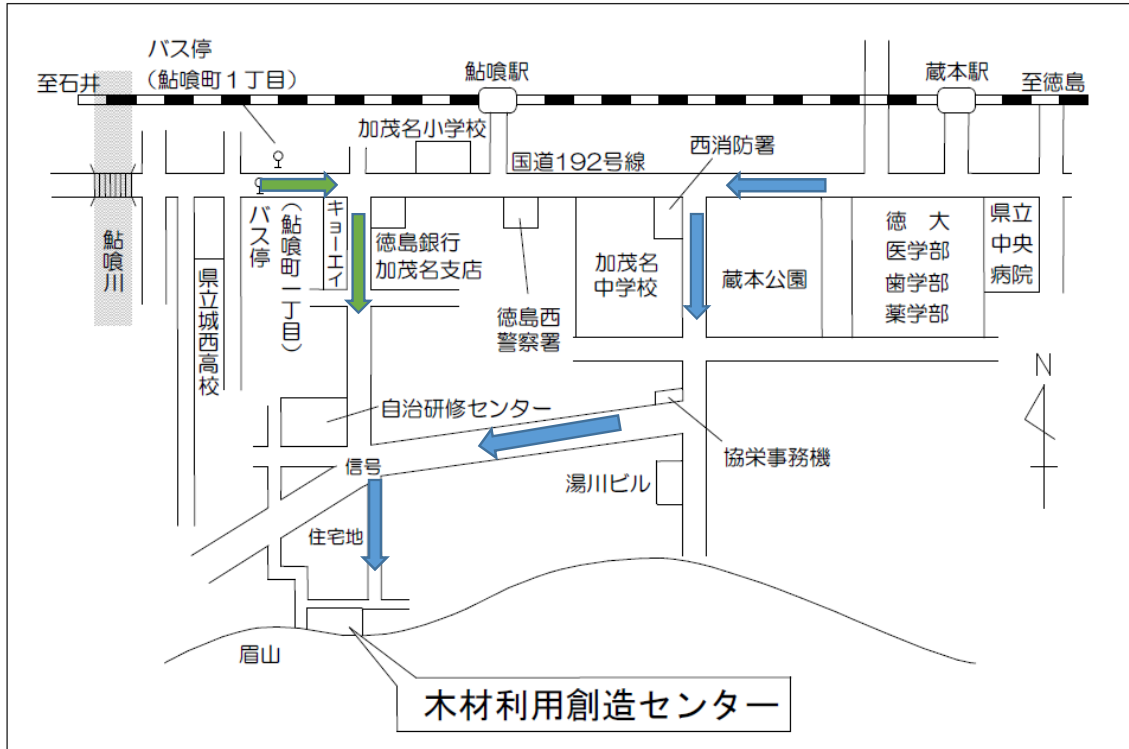 バス停
（鮎喰町１丁目）
至石井
鮎喰駅
蔵本駅
至徳島
加茂名小学校
西消防署
国道192号線
鮎喰川
県立城西高校
バス停
（鮎喰町一丁目）
キョーエイ
徳島銀行
加茂名支店
徳島西
警察署
加茂名
中学校
蔵本公園
徳　大
医学部
歯学部
薬学部
県立
中央
病院
N
自治研修センター
信号
協栄事務機
湯川ビル
住宅地
眉山
木材利用創造センター